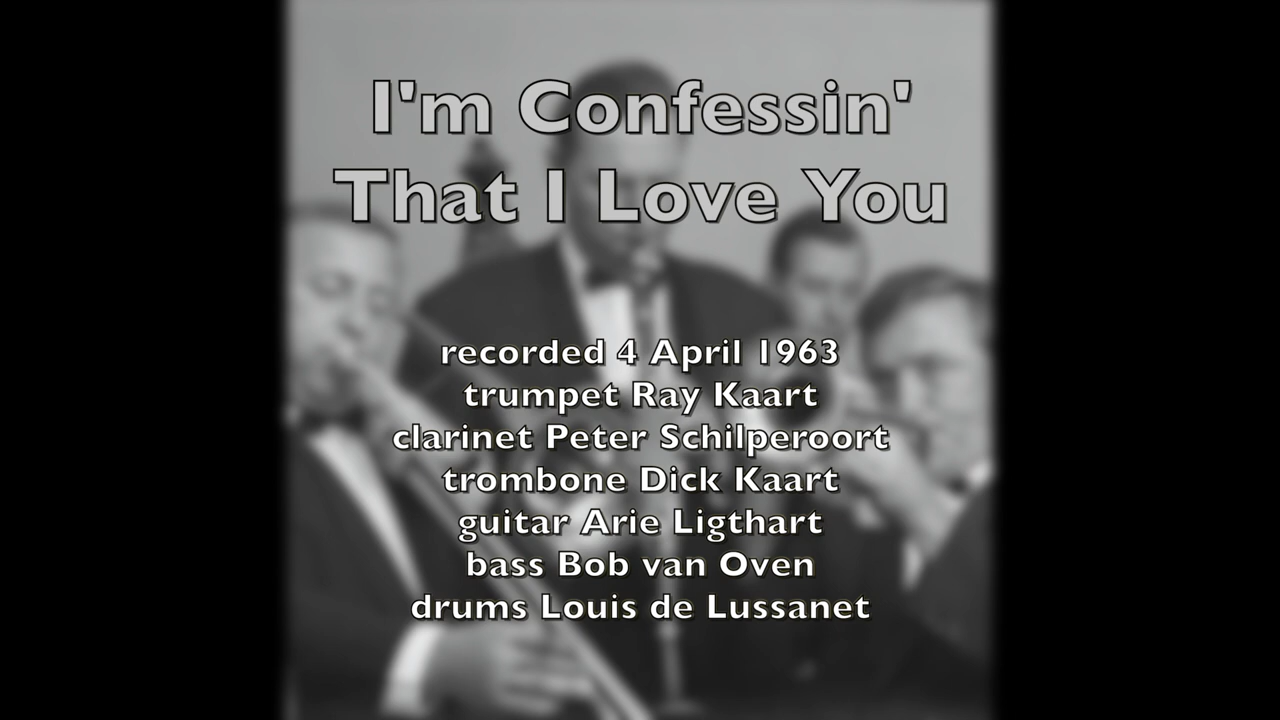 I'm Confessin'
That I Love You
recorded 4 April 1963
trumpet Ray Kaart
clarinet Peter Schilperoort
trombone Dick Kaart
guitar Arie Ligthart
bass Bob van Oven
drums Louis de Lussanet